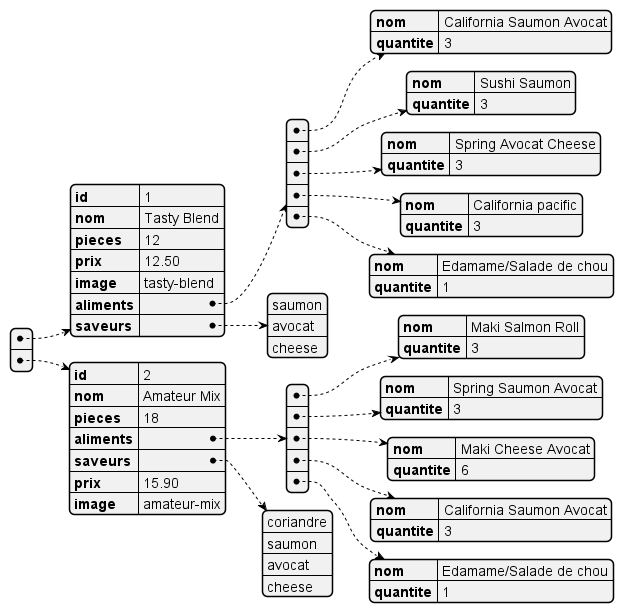 nom California Saumon Avocat
quantite 3
nom Sushi Saumon
quantite 3
nom Spring Avocat Cheese
quantite 3
nom California pacific
quantite 3
nom Edamame/Salade de chou
quantite 1
id 1
nom Tasty Blend
pieces 12
prix 12.50
image tasty-blend
aliments
saveurs
saumon
avocat
cheese
id 2
nom Amateur Mix
pieces 18
aliments
saveurs
prix 15.90
image amateur-mix
nom Maki Salmon Roll
quantite 3
nom Spring Saumon Avocat
quantite 3
nom Maki Cheese Avocat
quantite 6
nom California Saumon Avocat
quantite 3
nom Edamame/Salade de chou
quantite 1
coriandre
saumon
avocat
cheese